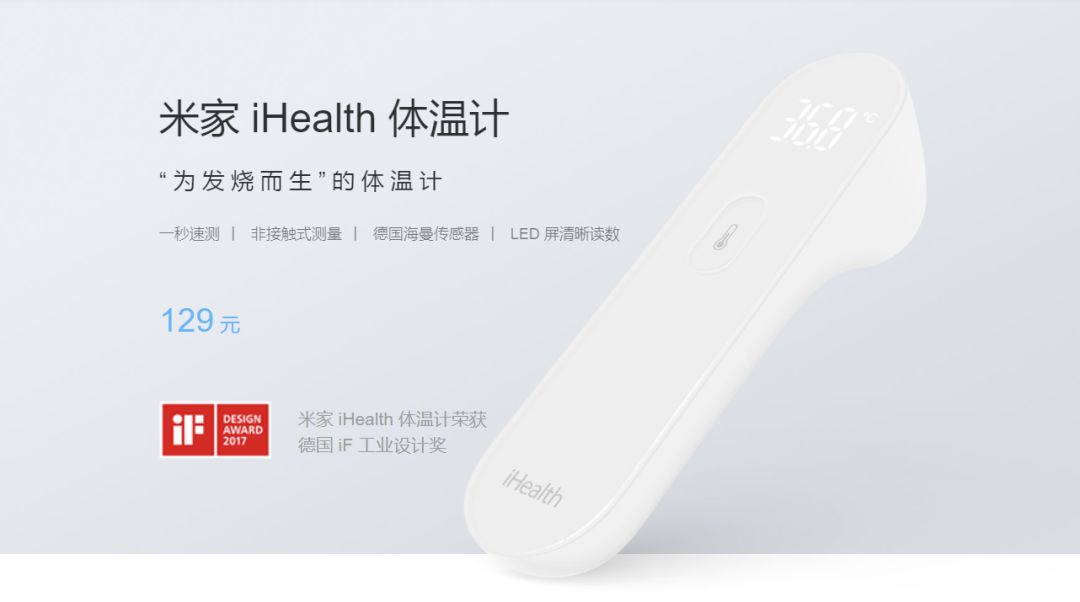 米家 iHealth 体温计
“为发烧而生”的体温计
一秒速测 | 非接触式测量 | 德国海曼传感器 | LED 屏清晰读数
129 元
iF DESIGN
AWARD
2017
米家 iHealth 体温计荣获
德国 iF 工业设计奖
36.8 ℃
iHealth